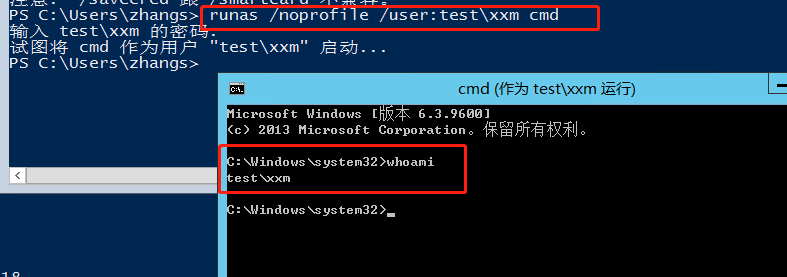 注意: /savecred 跟 /smartcard 不兼容。
PS C:\Users\zhangs> runas /noprofile /user:test\xxm cmd
输入 test\xxm 的密码:
试图将 cmd 作为用户 "test\xxm" 启动...
PS C:\Users\zhangs>
cmd (作为 test\xxm 运行)
Microsoft Windows [版本 6.3.9600]
(c) 2013 Microsoft Corporation。保留所有权利。
C:\Windows\system32>whoami
test\xxm
C:\Windows\system32>